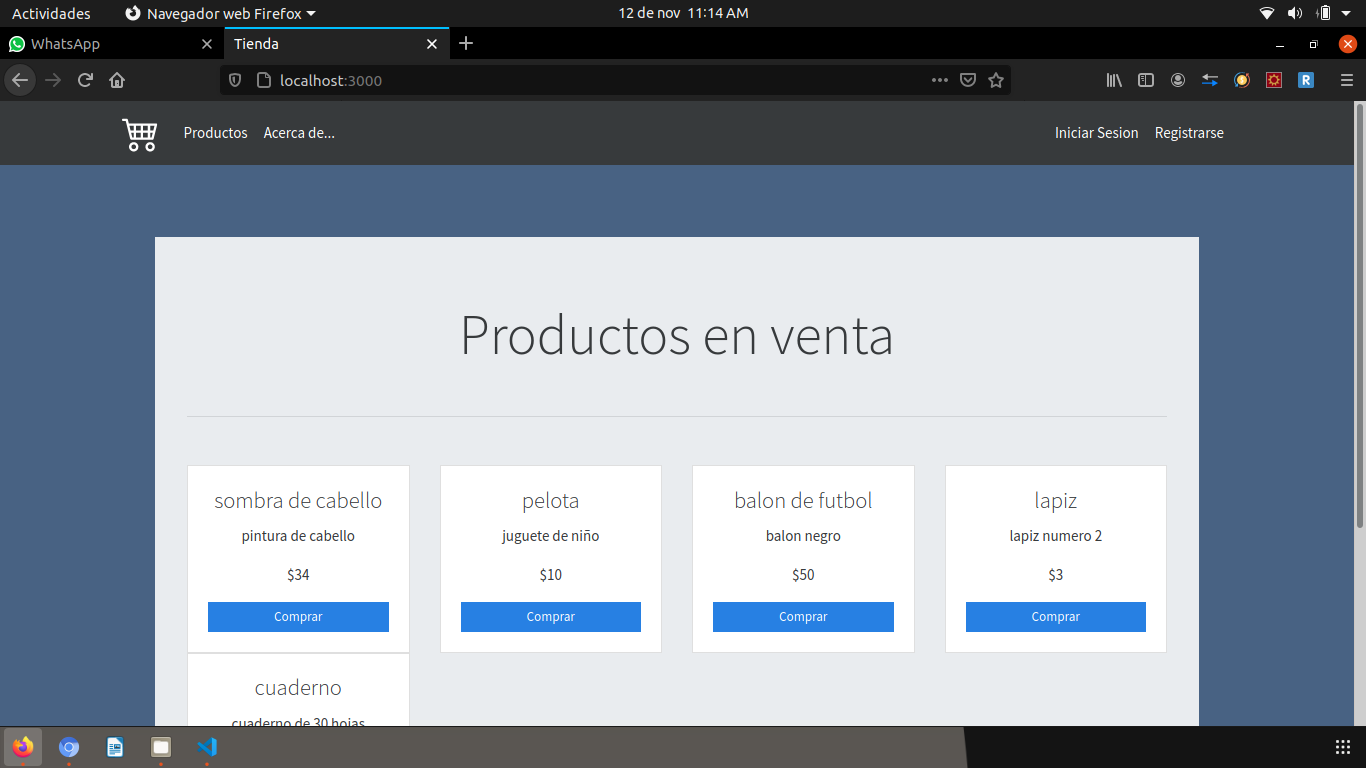 Actividades Navegador web Firefox 12 de nov 11:14 AM
WhatsApp Tienda
localhost:3000
R
Productos Acerca de... Iniciar Sesion Registrarse
Productos en venta
sombra de cabello
pintura de cabello
$34
Comprar
pelota
juguete de niño
$10
Comprar
balon de futbol
balon negro
$50
Comprar
lapiz
lapiz numero 2
$3
Comprar
cuaderno
cuaderno de 30 hojas